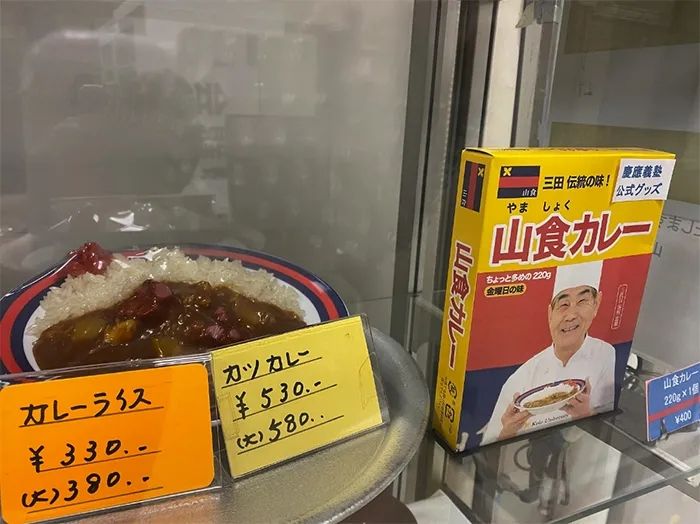 カレーライス
¥330.-
(大)380.-
カツカレー
¥530.-
(大)580.-
三田
山食
三田 伝統の味！
慶應義塾
公式グッズ
やま しょく
山食カレー
ちょっと多めの220g
金曜日の味
山食カレー
山食カレー
220g×1個
¥400